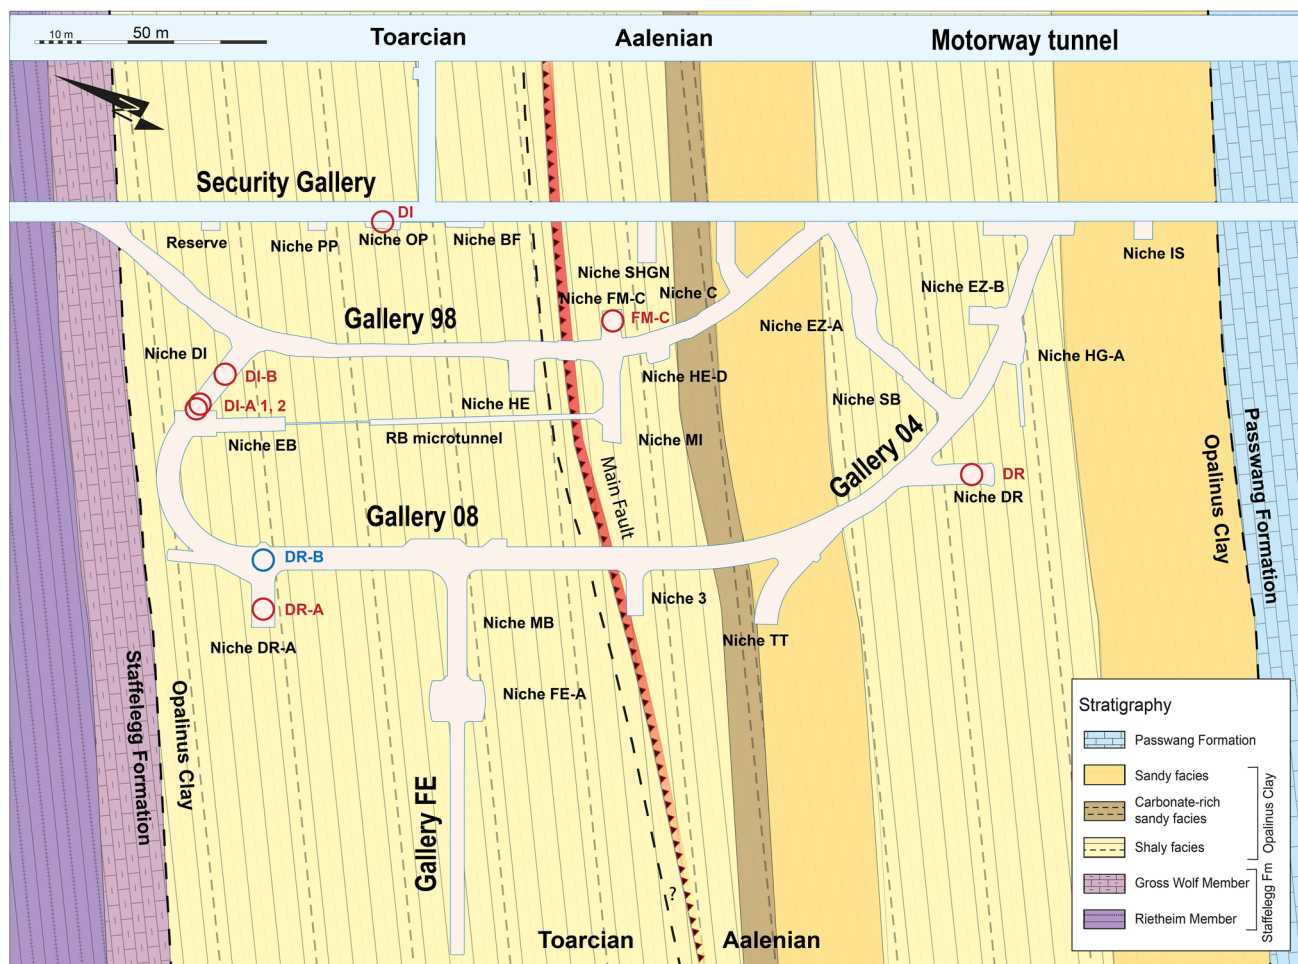 10 m
50 m
Toarcian
Aalenian
Motorway tunnel
N
Security Gallery
DI
Reserve
Niche PP
Niche OP
Niche BF
Niche SHGN
Niche IS
Niche FM-C
Niche C
Niche EZ-B
FM-C
Gallery 98
Niche EZ-A
Niche DI
Niche HG-A
DI-B
Niche HE-D
DI-A 1, 2
Niche HE
Niche SB
Niche EB
RB microtunnel
Niche MI
Main Fault
Gallery 04
DR
Niche DR
Opalinus Clay
Passwang Formation
Gallery 08
DR-B
DR-A
Niche 3
Niche MB
Niche DR-A
Niche TT
Niche FE-A
Staffelegg Formation
Opalinus Clay
Gallery FE
?
Toarcian
Aalenian
Stratigraphy
Passwang Formation
Sandy facies
Carbonate-rich
sandy facies
Shaly facies
Opalinus Clay
Gross Wolf Member
Rietheim Member
Staffelegg Fm